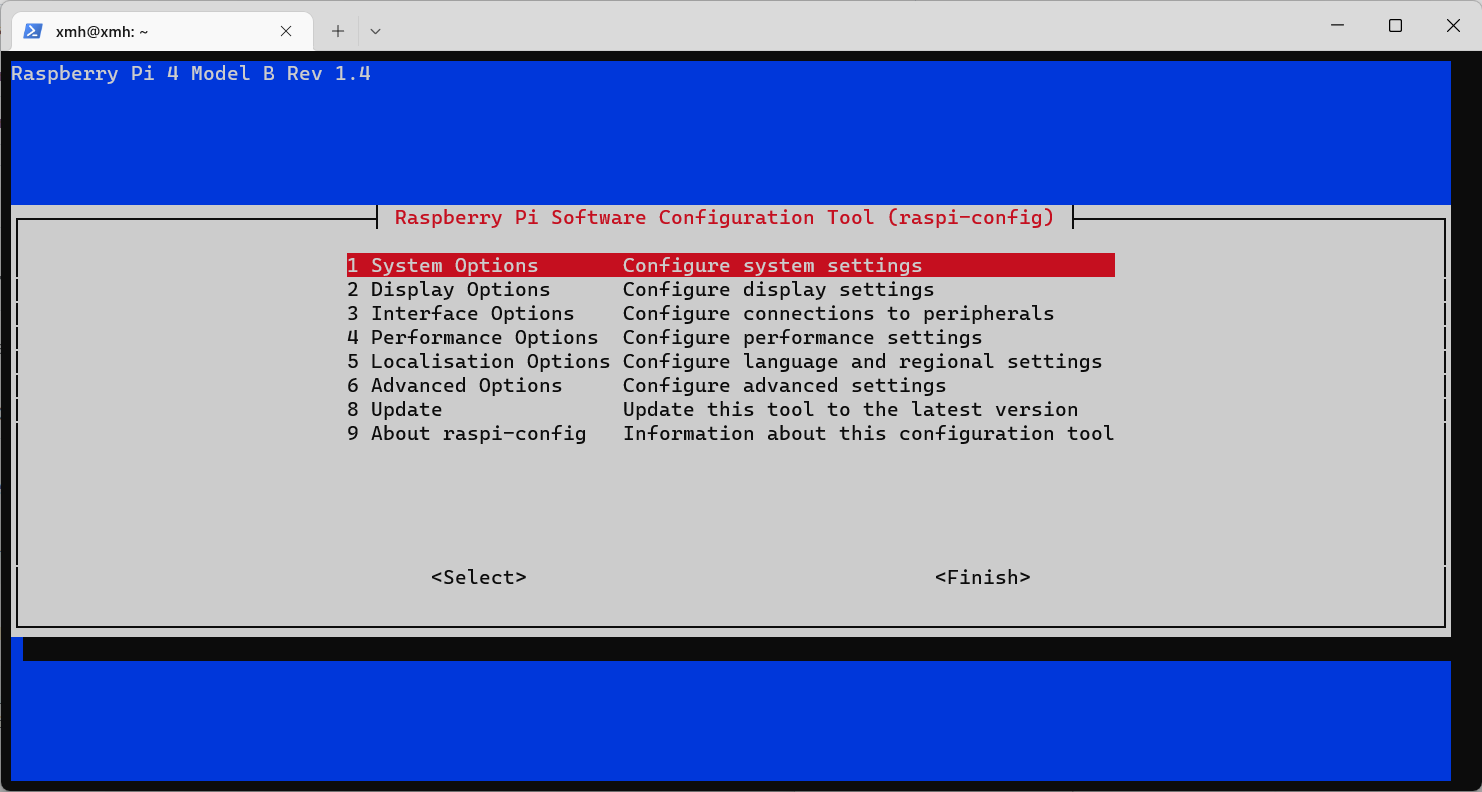 xmh@xmh: ~
Raspberry Pi 4 Model B Rev 1.4
Raspberry Pi Software Configuration Tool (raspi-config)
1 System Options Configure system settings
2 Display Options Configure display settings
3 Interface Options Configure connections to peripherals
4 Performance Options Configure performance settings
5 Localisation Options Configure language and regional settings
6 Advanced Options Configure advanced settings
8 Update Update this tool to the latest version
9 About raspi-config Information about this configuration tool
<Select> <Finish>